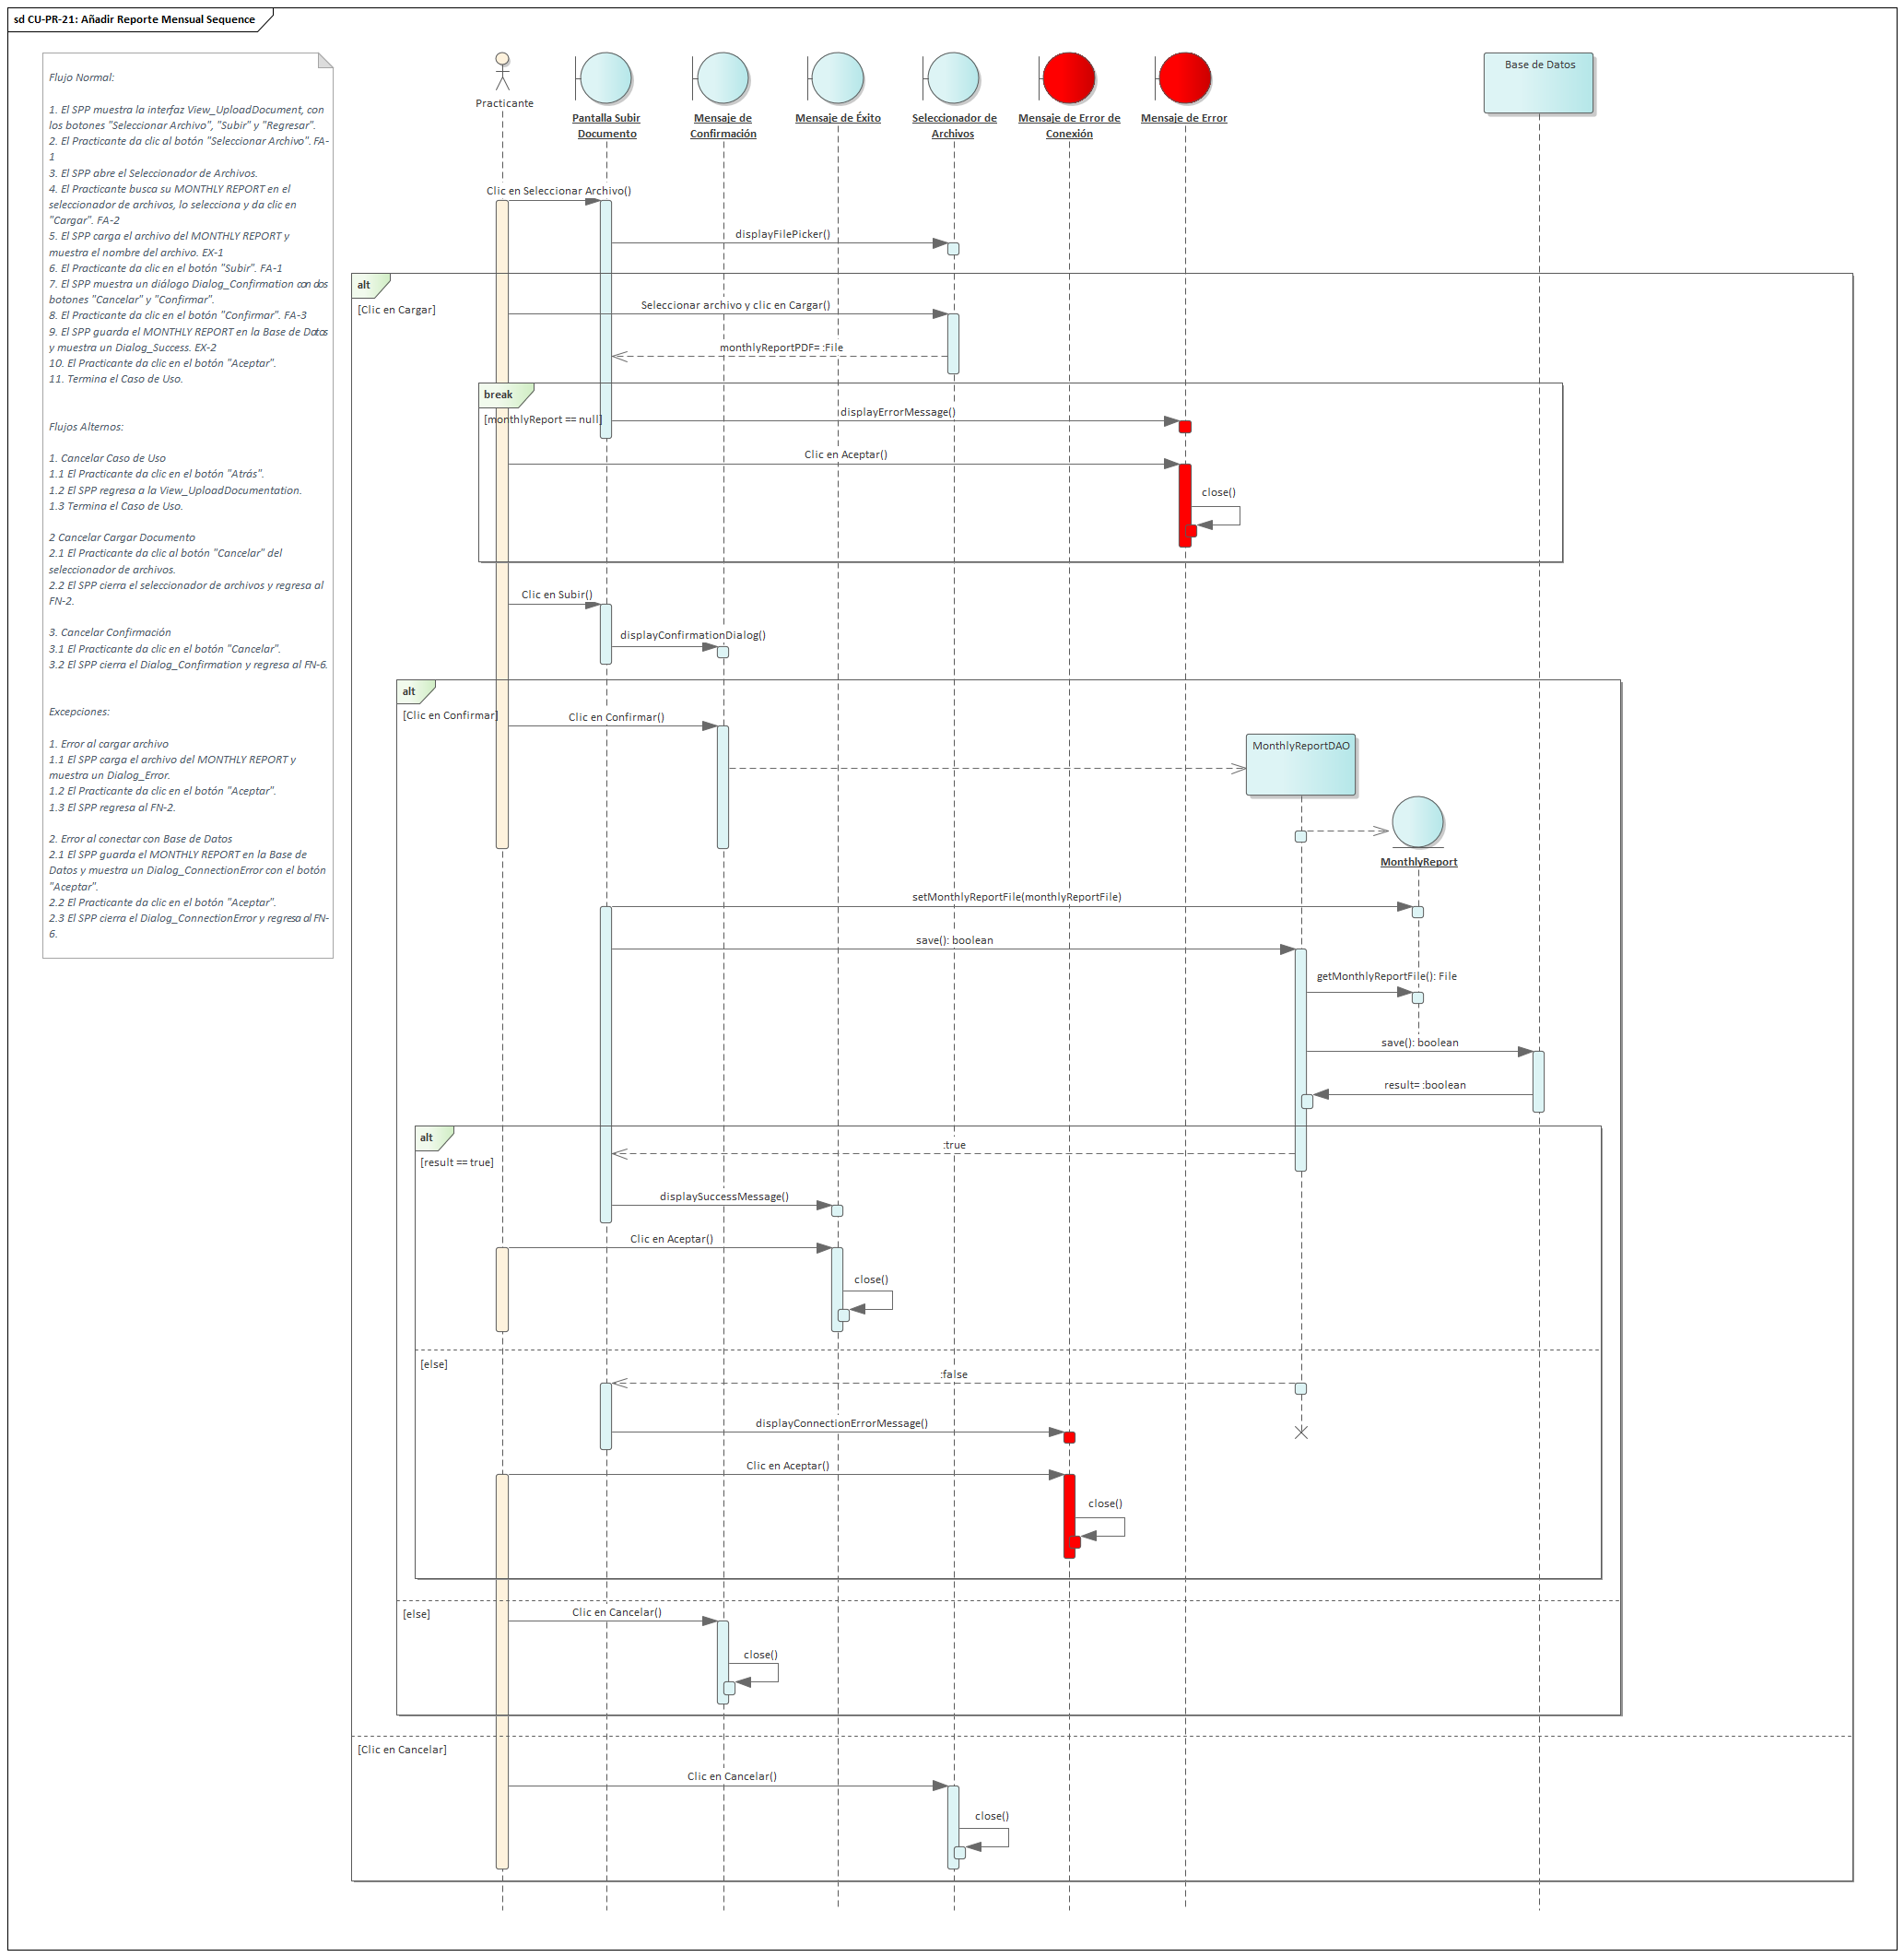 sd CU-PR-21: Añadir Reporte Mensual Sequence
Flujo Normal:
1. El SPP muestra la interfaz View_UploadDocument, con
los botones "Seleccionar Archivo", "Subir" y "Regresar".
2. El Practicante da clic al botón "Seleccionar Archivo". FA-
1
3. El SPP abre el Seleccionador de Archivos.
4. El Practicante busca su MONTHLY REPORT en el
seleccionador de archivos, lo selecciona y da clic en
"Cargar". FA-2
5. El SPP carga el archivo del MONTHLY REPORT y
muestra el nombre del archivo. EX-1
6. El Practicante da clic en el botón "Subir". FA-1
7. El SPP muestra un diálogo Dialog_Confirmation con dos
botones "Cancelar" y "Confirmar".
8. El Practicante da clic en el botón "Confirmar". FA-3
9. El SPP guarda el MONTHLY REPORT en la Base de Datos
y muestra un Dialog_Success. EX-2
10. El Practicante da clic en el botón "Aceptar".
11. Termina el Caso de Uso.
Flujos Alternos:
1. Cancelar Caso de Uso
1.1 El Practicante da clic en el botón "Atrás".
1.2 El SPP regresa a la View_UploadDocumentation.
1.3 Termina el Caso de Uso.
2 Cancelar Cargar Documento
2.1 El Practicante da clic al botón "Cancelar" del
seleccionador de archivos.
2.2 El SPP cierra el seleccionador de archivos y regresa al
FN-2.
3. Cancelar Confirmación
3.1 El Practicante da clic en el botón "Cancelar".
3.2 El SPP cierra el Dialog_Confirmation y regresa al FN-6.
Excepciones:
1. Error al cargar archivo
1.1 El SPP carga el archivo del MONTHLY REPORT y
muestra un Dialog_Error.
1.2 El Practicante da clic en el botón "Aceptar".
1.3 El SPP regresa al FN-2.
2. Error al conectar con Base de Datos
2.1 El SPP guarda el MONTHLY REPORT en la Base de
Datos y muestra un Dialog_ConnectionError con el botón
"Aceptar".
2.2 El Practicante da clic en el botón "Aceptar".
2.3 El SPP cierra el Dialog_ConnectionError y regresa al FN-
6.
Practicante
Pantalla Subir
Documento
Mensaje de
Confirmación
Mensaje de Éxito
Seleccionador de
Archivos
Mensaje de Error de
Conexión
Mensaje de Error
Base de Datos
Clic en Seleccionar Archivo()
displayFilePicker()
alt
[Clic en Cargar]
Seleccionar archivo y clic en Cargar()
monthlyReportPDF= :File
break
[monthlyReport == null]
displayErrorMessage()
Clic en Aceptar()
close()
Clic en Subir()
displayConfirmationDialog()
alt
[Clic en Confirmar]
Clic en Confirmar()
MonthlyReportDAO
MonthlyReport
setMonthlyReportFile(monthlyReportFile)
save(): boolean
getMonthlyReportFile(): File
save(): boolean
result= :boolean
alt
[result == true]
:true
displaySuccessMessage()
Clic en Aceptar()
close()
[else]
:false
displayConnectionErrorMessage()
Clic en Aceptar()
close()
[else]
Clic en Cancelar()
close()
[Clic en Cancelar]
Clic en Cancelar()
close()